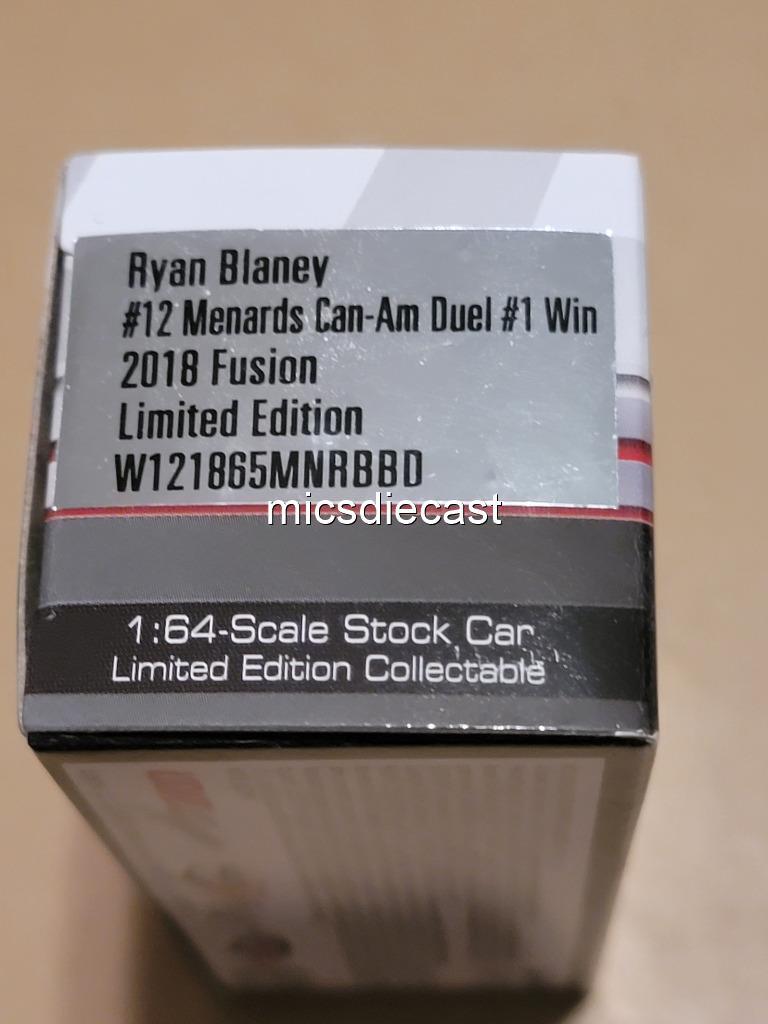 Ryan Blaney
#12 Menards Can-Am Duel #1 Win
2018 Fusion
Limited Edition
W121865MNRBBD
micsdiecast
1:64-Scale Stock Car
Limited Edition Collectable